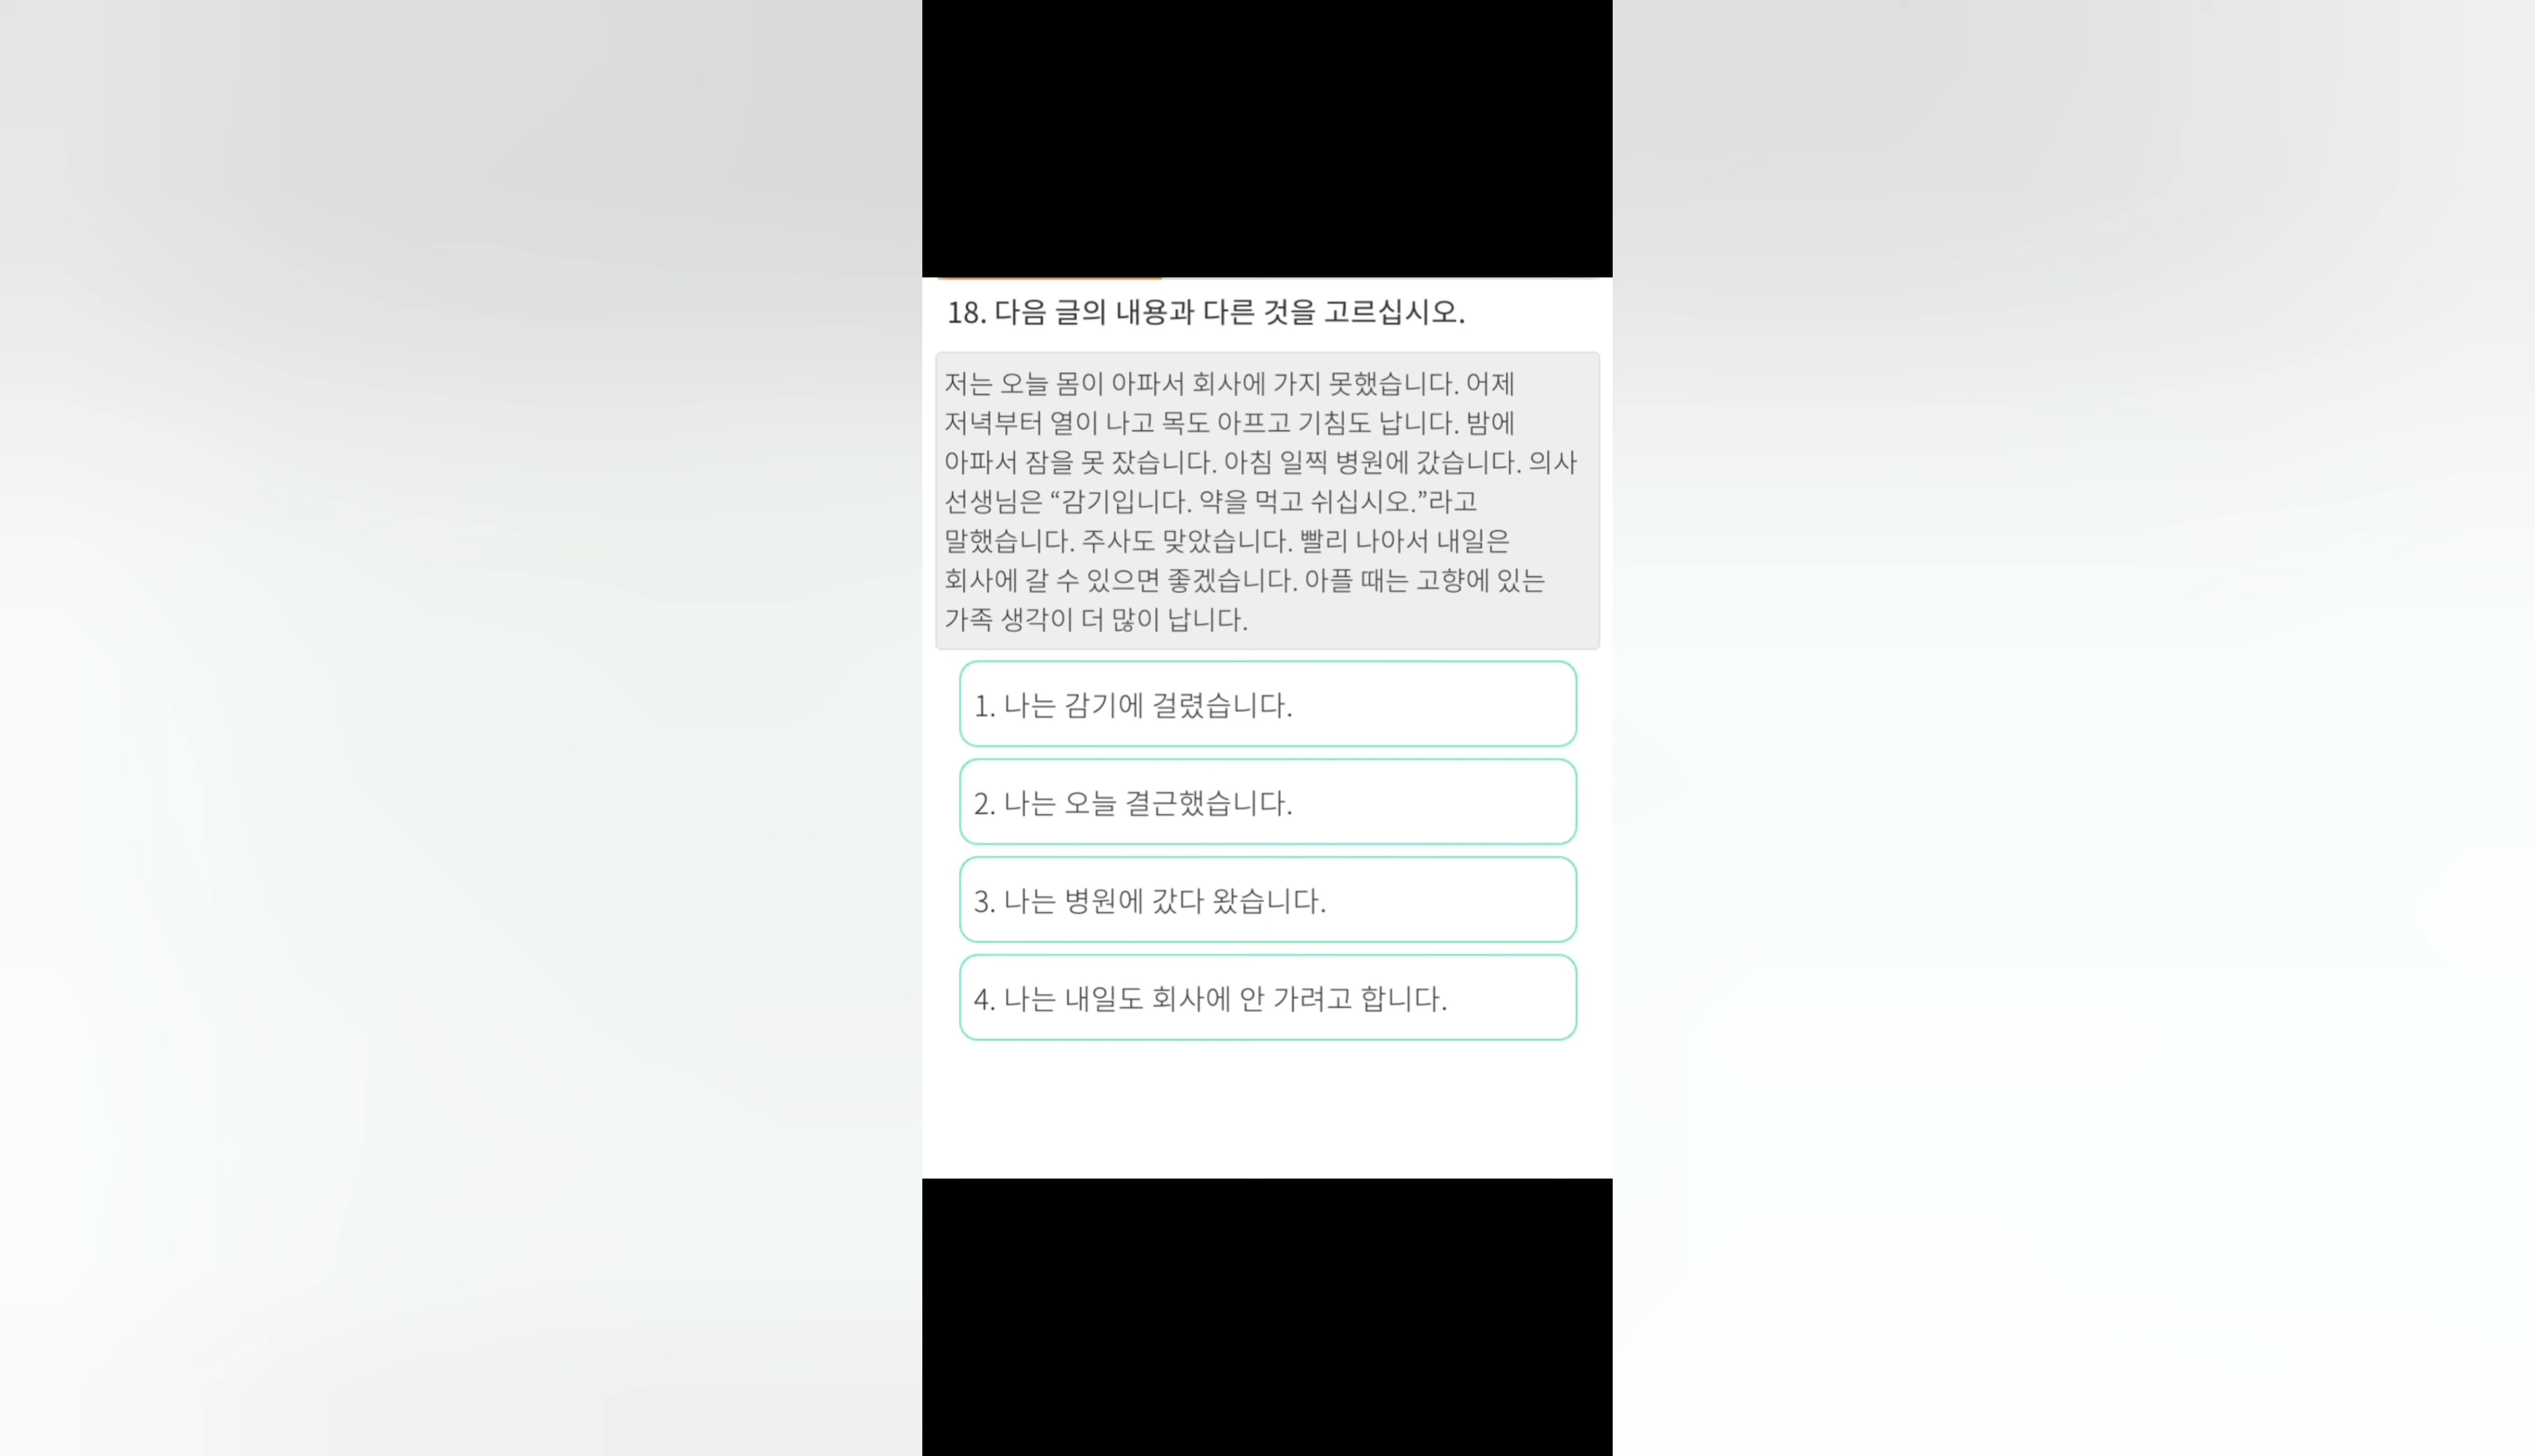 18. 다음 글의 내용과 다른 것을 고르십시오.
저는 오늘 몸이 아파서 회사에 가지 못했습니다. 어제
저녁부터 열이 나고 목도 아프고 기침도 납니다. 밤에
아파서 잠을 못 잤습니다. 아침 일찍 병원에 갔습니다. 의사
선생님은 “감기입니다. 약을 먹고 쉬십시오.”라고
말했습니다. 주사도 맞았습니다. 빨리 나아서 내일은
회사에 갈 수 있으면 좋겠습니다. 아플 때는 고향에 있는
가족 생각이 더 많이 납니다.
1. 나는 감기에 걸렸습니다.
2. 나는 오늘 결근했습니다.
3. 나는 병원에 갔다 왔습니다.
4. 나는 내일도 회사에 안 가려고 합니다.